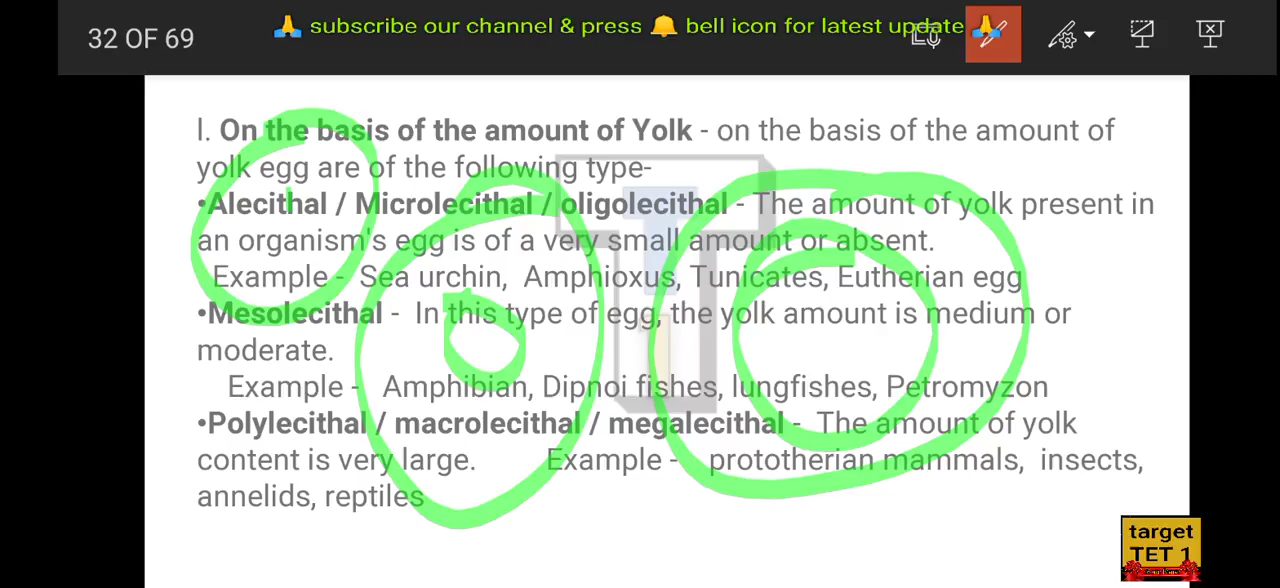 32 OF 69
🙏 subscribe our channel & press 🔔 bell icon for latest update 🙏
I. On the basis of the amount of Yolk - on the basis of the amount of
yolk egg are of the following type-
•Alecithal / Microlecithal / oligolecithal - The amount of yolk present in
an organism's egg is of a very small amount or absent.
Example - Sea urchin, Amphioxus, Tunicates, Eutherian egg
•Mesolecithal - In this type of egg, the yolk amount is medium or
moderate.
Example - Amphibian, Dipnoi fishes, lungfishes, Petromyzon
•Polylecithal / macrolecithal / megalecithal - The amount of yolk
content is very large. Example - prototherian mammals, insects,
annelids, reptiles
target
TET 1